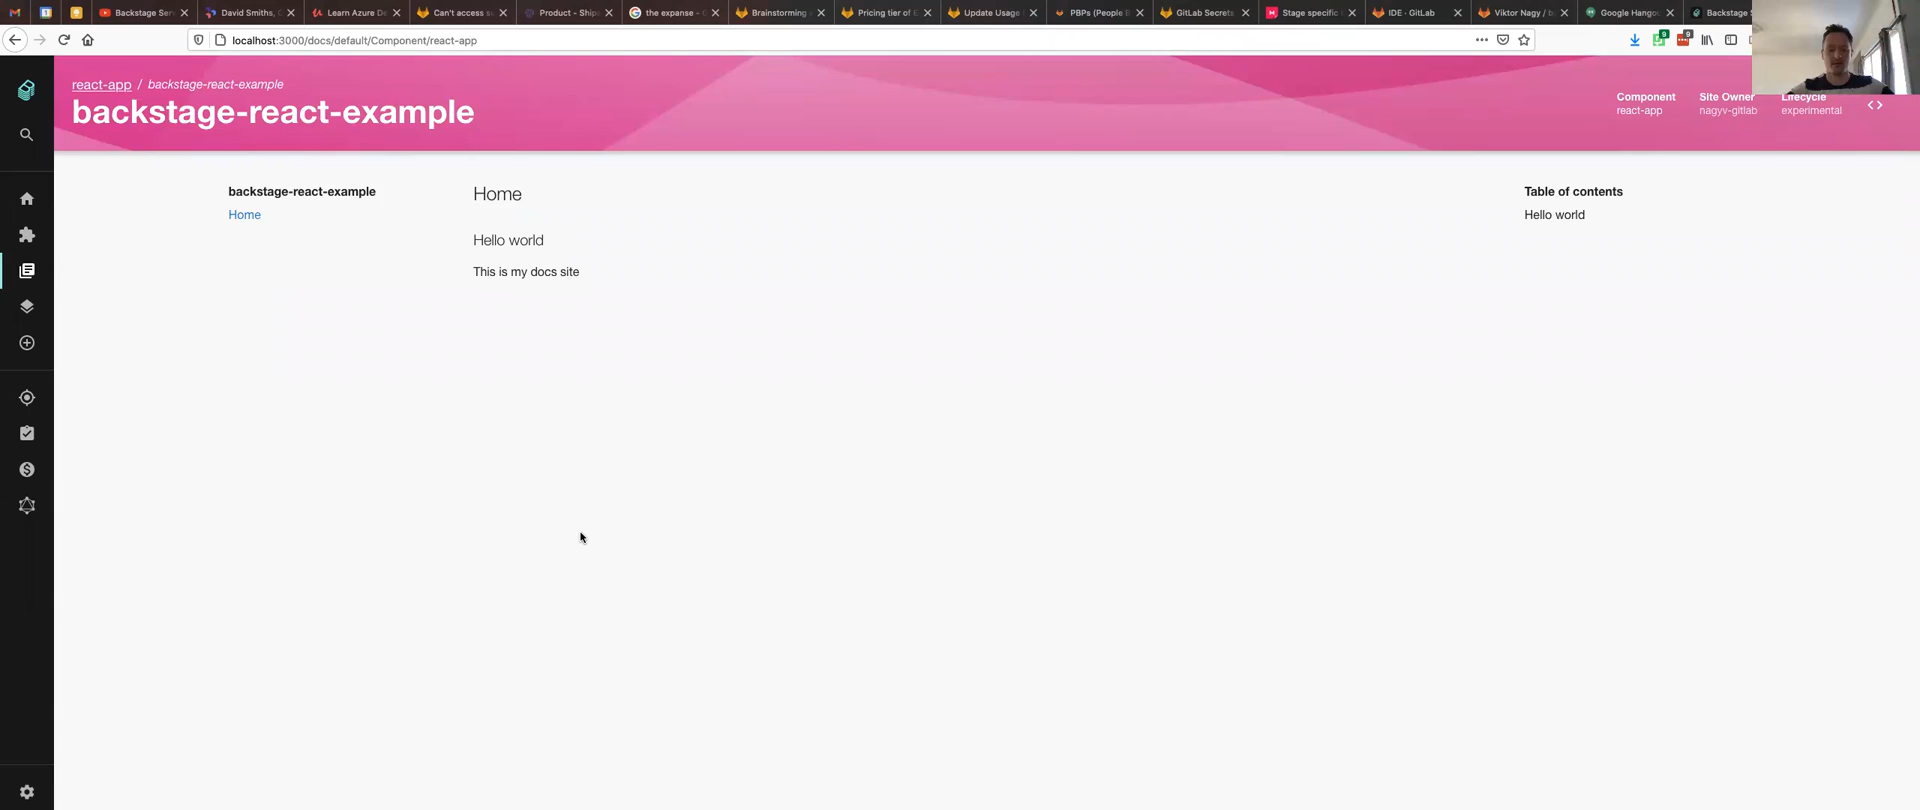 Backstage Ser
David Smiths,
Learn Azure De
Can't access s
Product - Ship
the expanse - G
Brainstorming
Pricing tier of E
Update Usage
PBPs (People B
GitLab Secrets
Stage specific
IDE · GitLab
Viktor Nagy / b
Google Hangou
Backstage S
localhost:3000/docs/default/Component/react-app
9
9
react-app / backstage-react-example
backstage-react-example
Component
react-app
Site Owner
nagyv-gitlab
Lifecycle
experimental
backstage-react-example
Home
Home
Hello world
This is my docs site
Table of contents
Hello world